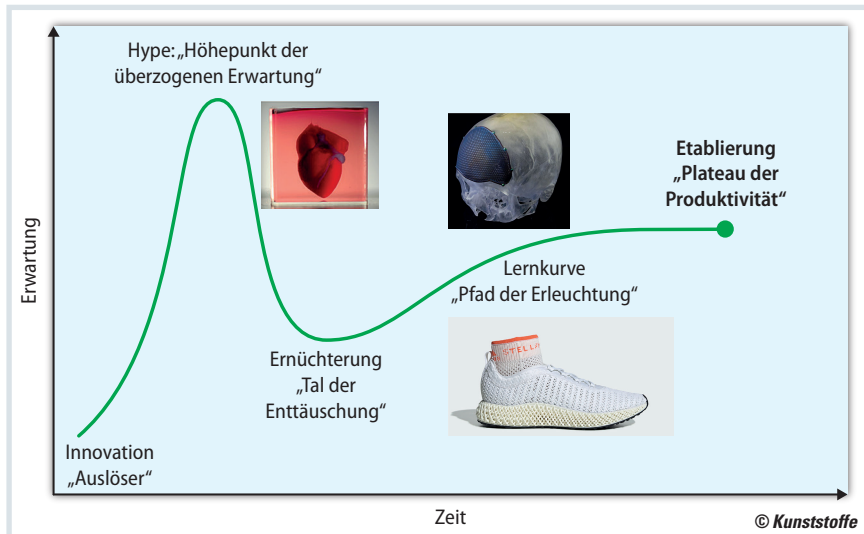 Hype: „Höhepunkt der
überzogenen Erwartung“
Etablierung
„Plateau der
Produktivität“
Erwartung
Lernkurve
„Pfad der Erleuchtung“
Ernüchterung
„Tal der
Enttäuschung“
STELLA
Innovation
„Auslöser“
Zeit
© Kunststoffe